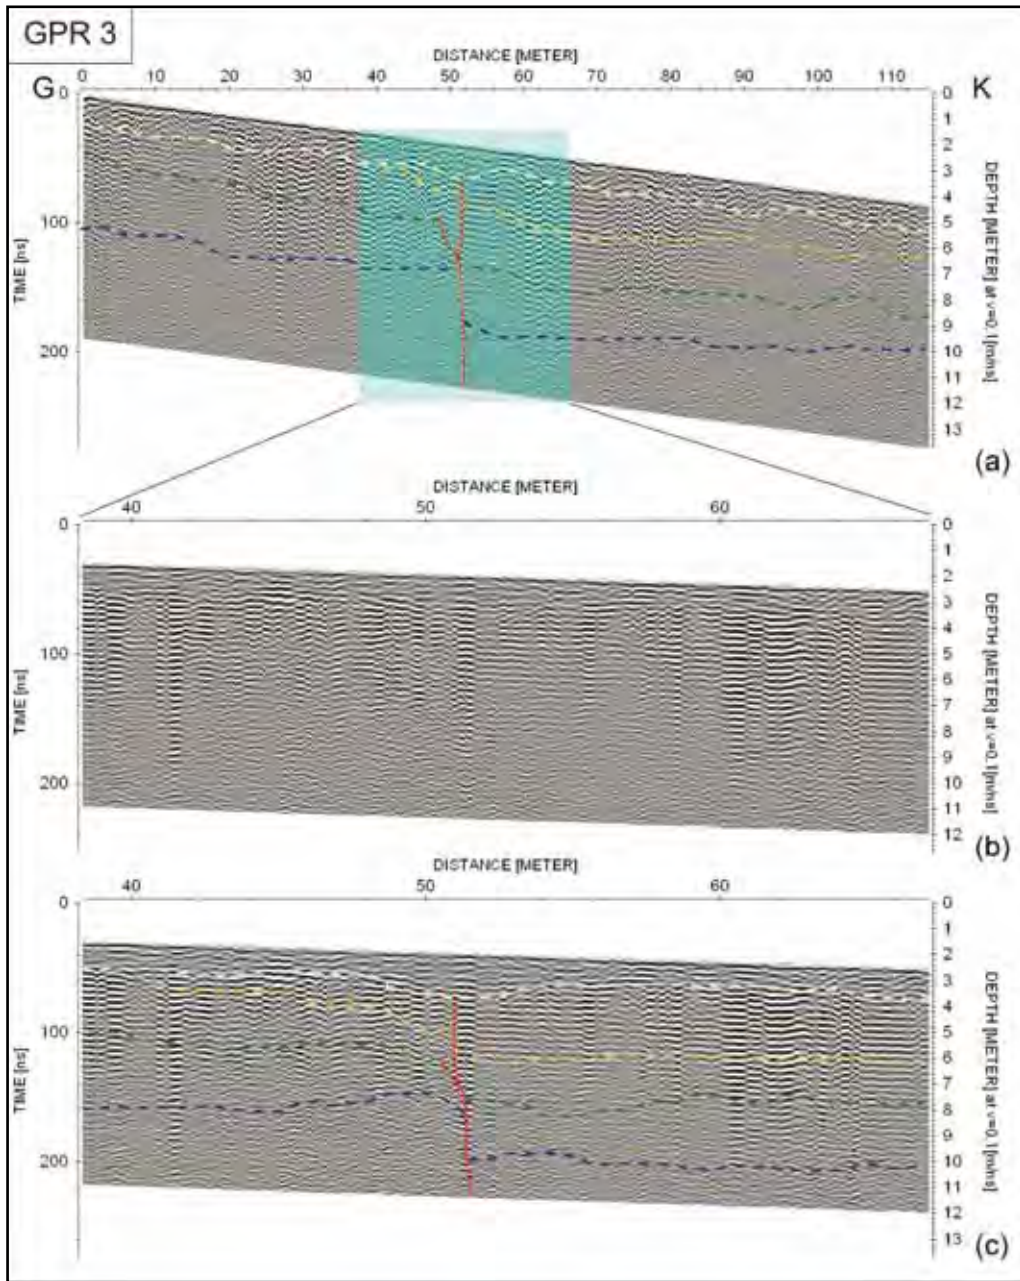 GPR 3
DISTANCE [METER]
G 0 10 20 30 40 50 60 70 80 90 100 110 K
0 100 200
TIME [ns]
0 1 2 3 4 5 6 7 8 9 10 11 12 13
DEPTH [METER] at v=0.1[m/ns]
(a)
DISTANCE [METER]
40 50 60
0 100 200
TIME [ns]
0 1 2 3 4 5 6 7 8 9 10 11 12
DEPTH [METER] at v=0.1[m/ns]
(b)
DISTANCE [METER]
40 50 60
0 100 200
TIME [ns]
0 1 2 3 4 5 6 7 8 9 10 11 12 13
DEPTH [METER] at v=0.1[m/ns]
(c)